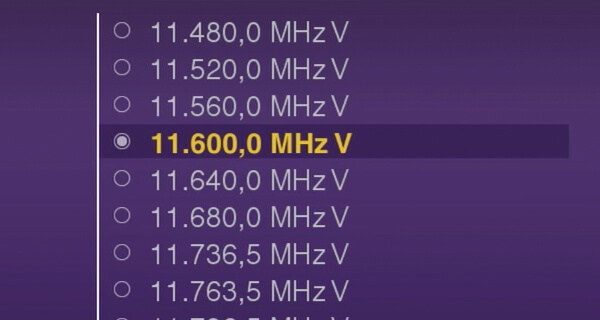 11.480,0 MHz V
11.520,0 MHz V
11.560,0 MHz V
11.600,0 MHz V
11.640,0 MHz V
11.680,0 MHz V
11.736,5 MHz V
11.763,5 MHz V